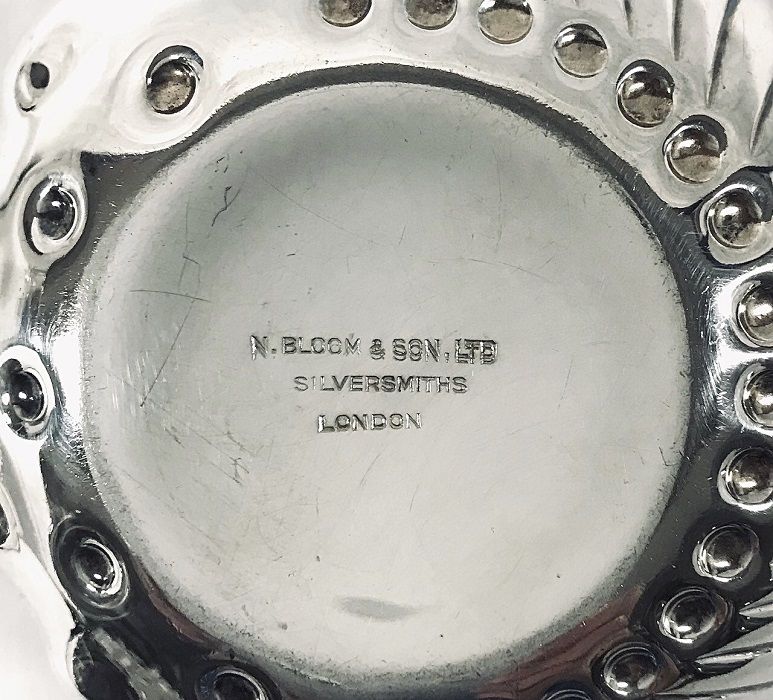 N. BLOOM & SON, LTD
SILVERSMITHS
LONDON